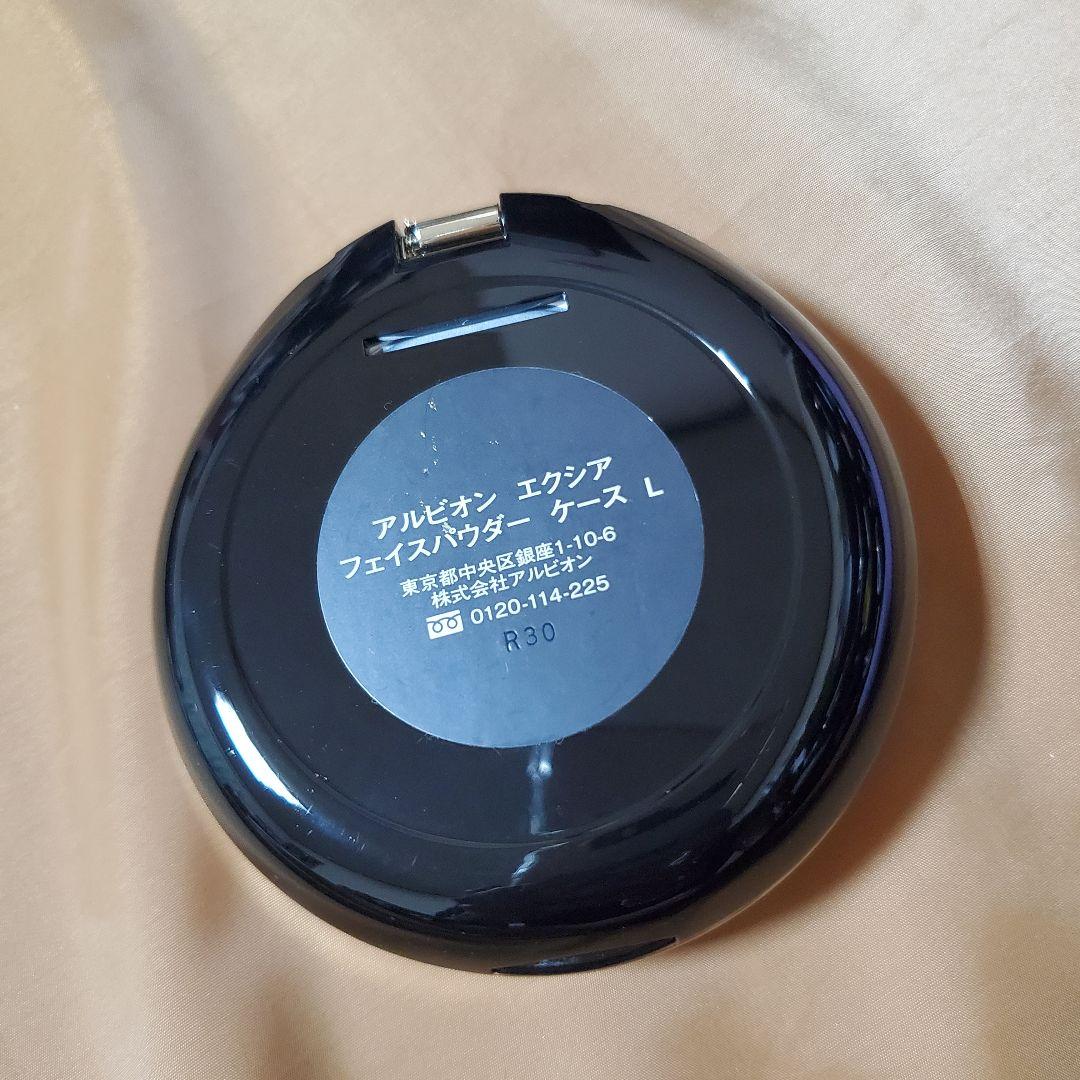 アルビオン エクシア
フェイスパウダー ケース L
東京都中央区銀座1-10-6
株式会社アルビオン
0120-114-225
R30